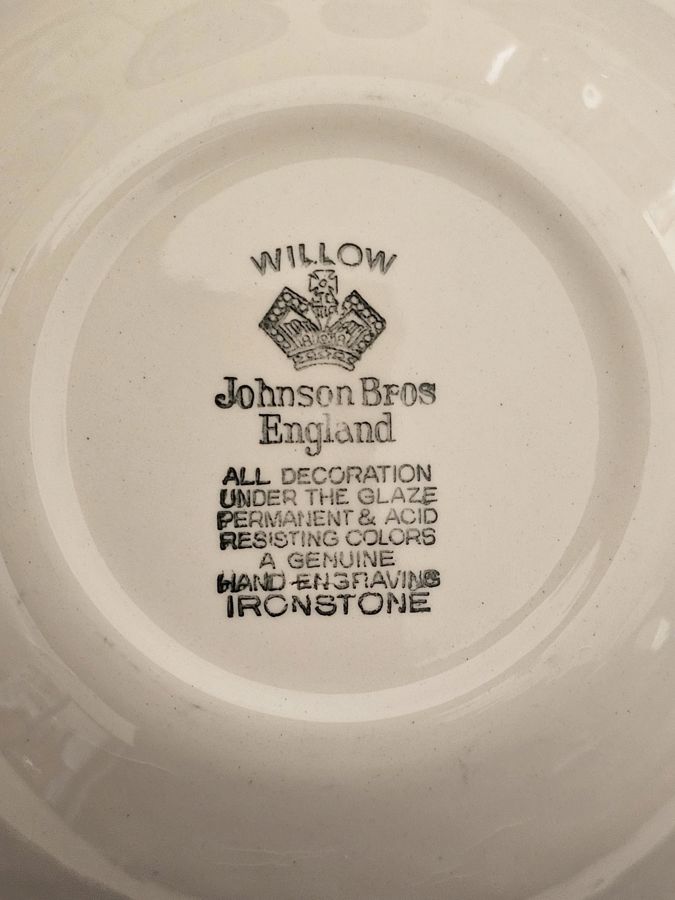 WILLOW
Johnson Bros
England
ALL DECORATION
UNDER THE GLAZE
PERMANENT & ACID
RESISTING COLORS
A GENUINE
HAND ENGRAVING
IRONSTONE